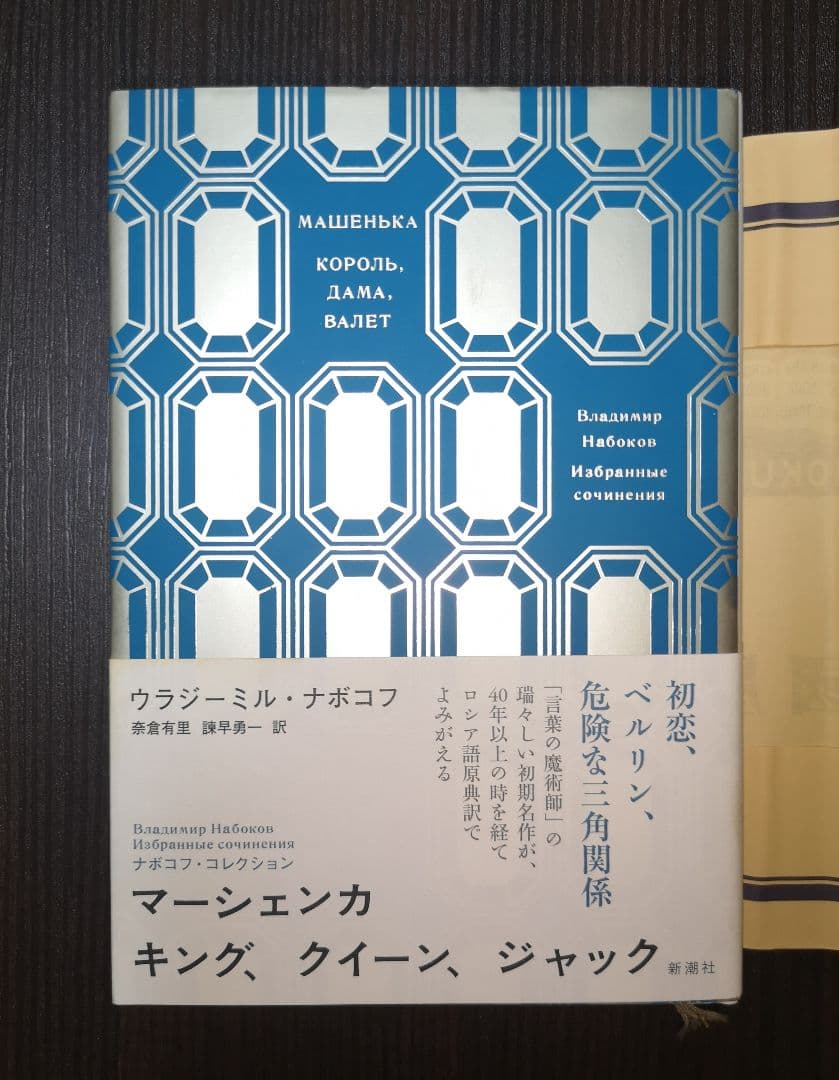 МАШЕНЬКА
КОРОЛЬ,
ДАМА,
ВАЛЕТ
Владимир
Набоков
Избранные
сочинения
ウラジーミル・ナボコフ
奈倉有里 諫早勇一 訳
初恋、
ベルリン、
危険な三角関係
「言葉の魔術師」の
瑞々しい初期名作が、
40年以上の時を経て
ロシア語原典訳で
よみがえる
Владимир Набоков
Избранные сочинения
ナボコフ・コレクション
マーシェンカ
キング、クイーン、ジャック
新潮社
OKU